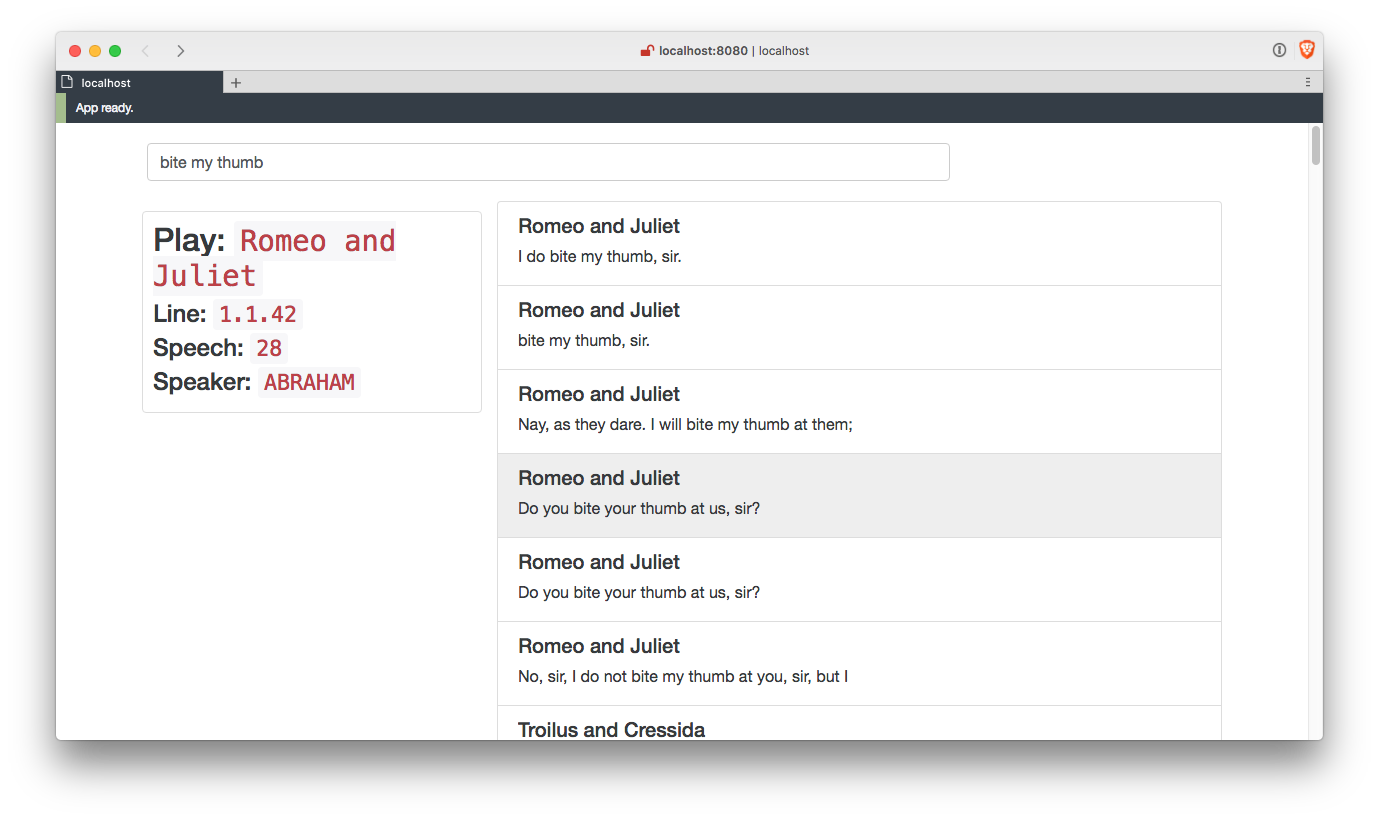 localhost:8080 | localhost
localhost
App ready.
bite my thumb
Play: Romeo and
Juliet
Line: 1.1.42
Speech: 28
Speaker: ABRAHAM
Romeo and Juliet
I do bite my thumb, sir.
Romeo and Juliet
bite my thumb, sir.
Romeo and Juliet
Nay, as they dare. I will bite my thumb at them;
Romeo and Juliet
Do you bite your thumb at us, sir?
Romeo and Juliet
Do you bite your thumb at us, sir?
Romeo and Juliet
No, sir, I do not bite my thumb at you, sir, but I
Troilus and Cressida